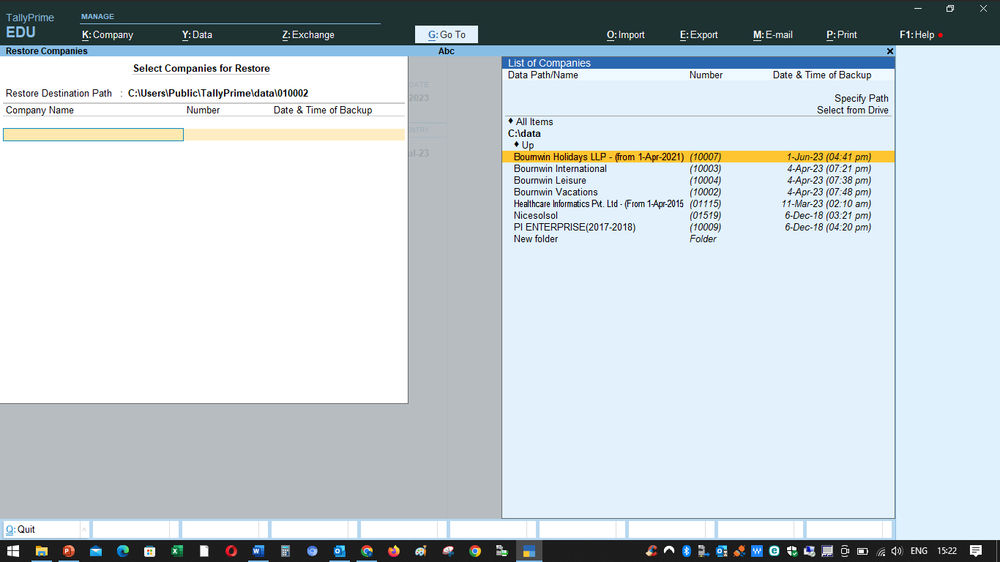 TallyPrime
EDU
MANAGE
K: Company
Y: Data
Z: Exchange
G: Go To
O: Import
E: Export
M: E-mail
P: Print
F1: Help
Restore Companies
Abc
Select Companies for Restore
Restore Destination Path : C:\Users\Public\TallyPrime\data\010002
Company Name Number Date & Time of Backup
DATE
2023
ENTRY
ul-23
List of Companies
Data Path/Name Number Date & Time of Backup
Specify Path
Select from Drive
♦ All Items
C:\data
♦ Up
Bournwin Holidays LLP - (from 1-Apr-2021) (10007) 1-Jun-23 (04:41 pm)
Bournwin International (10003) 4-Apr-23 (07:21 pm)
Bournwin Leisure (10004) 4-Apr-23 (07:38 pm)
Bournwin Vacations (10002) 4-Apr-23 (07:48 pm)
Healthcare Informatics Pvt. Ltd - (From 1-Apr-2015 (01115) 11-Mar-23 (02:10 am)
Nicesolsol (01519) 6-Dec-18 (03:21 pm)
PI ENTERPRISE(2017-2018) (10009) 6-Dec-18 (04:20 pm)
New folder Folder
Q: Quit
ENG 15:22